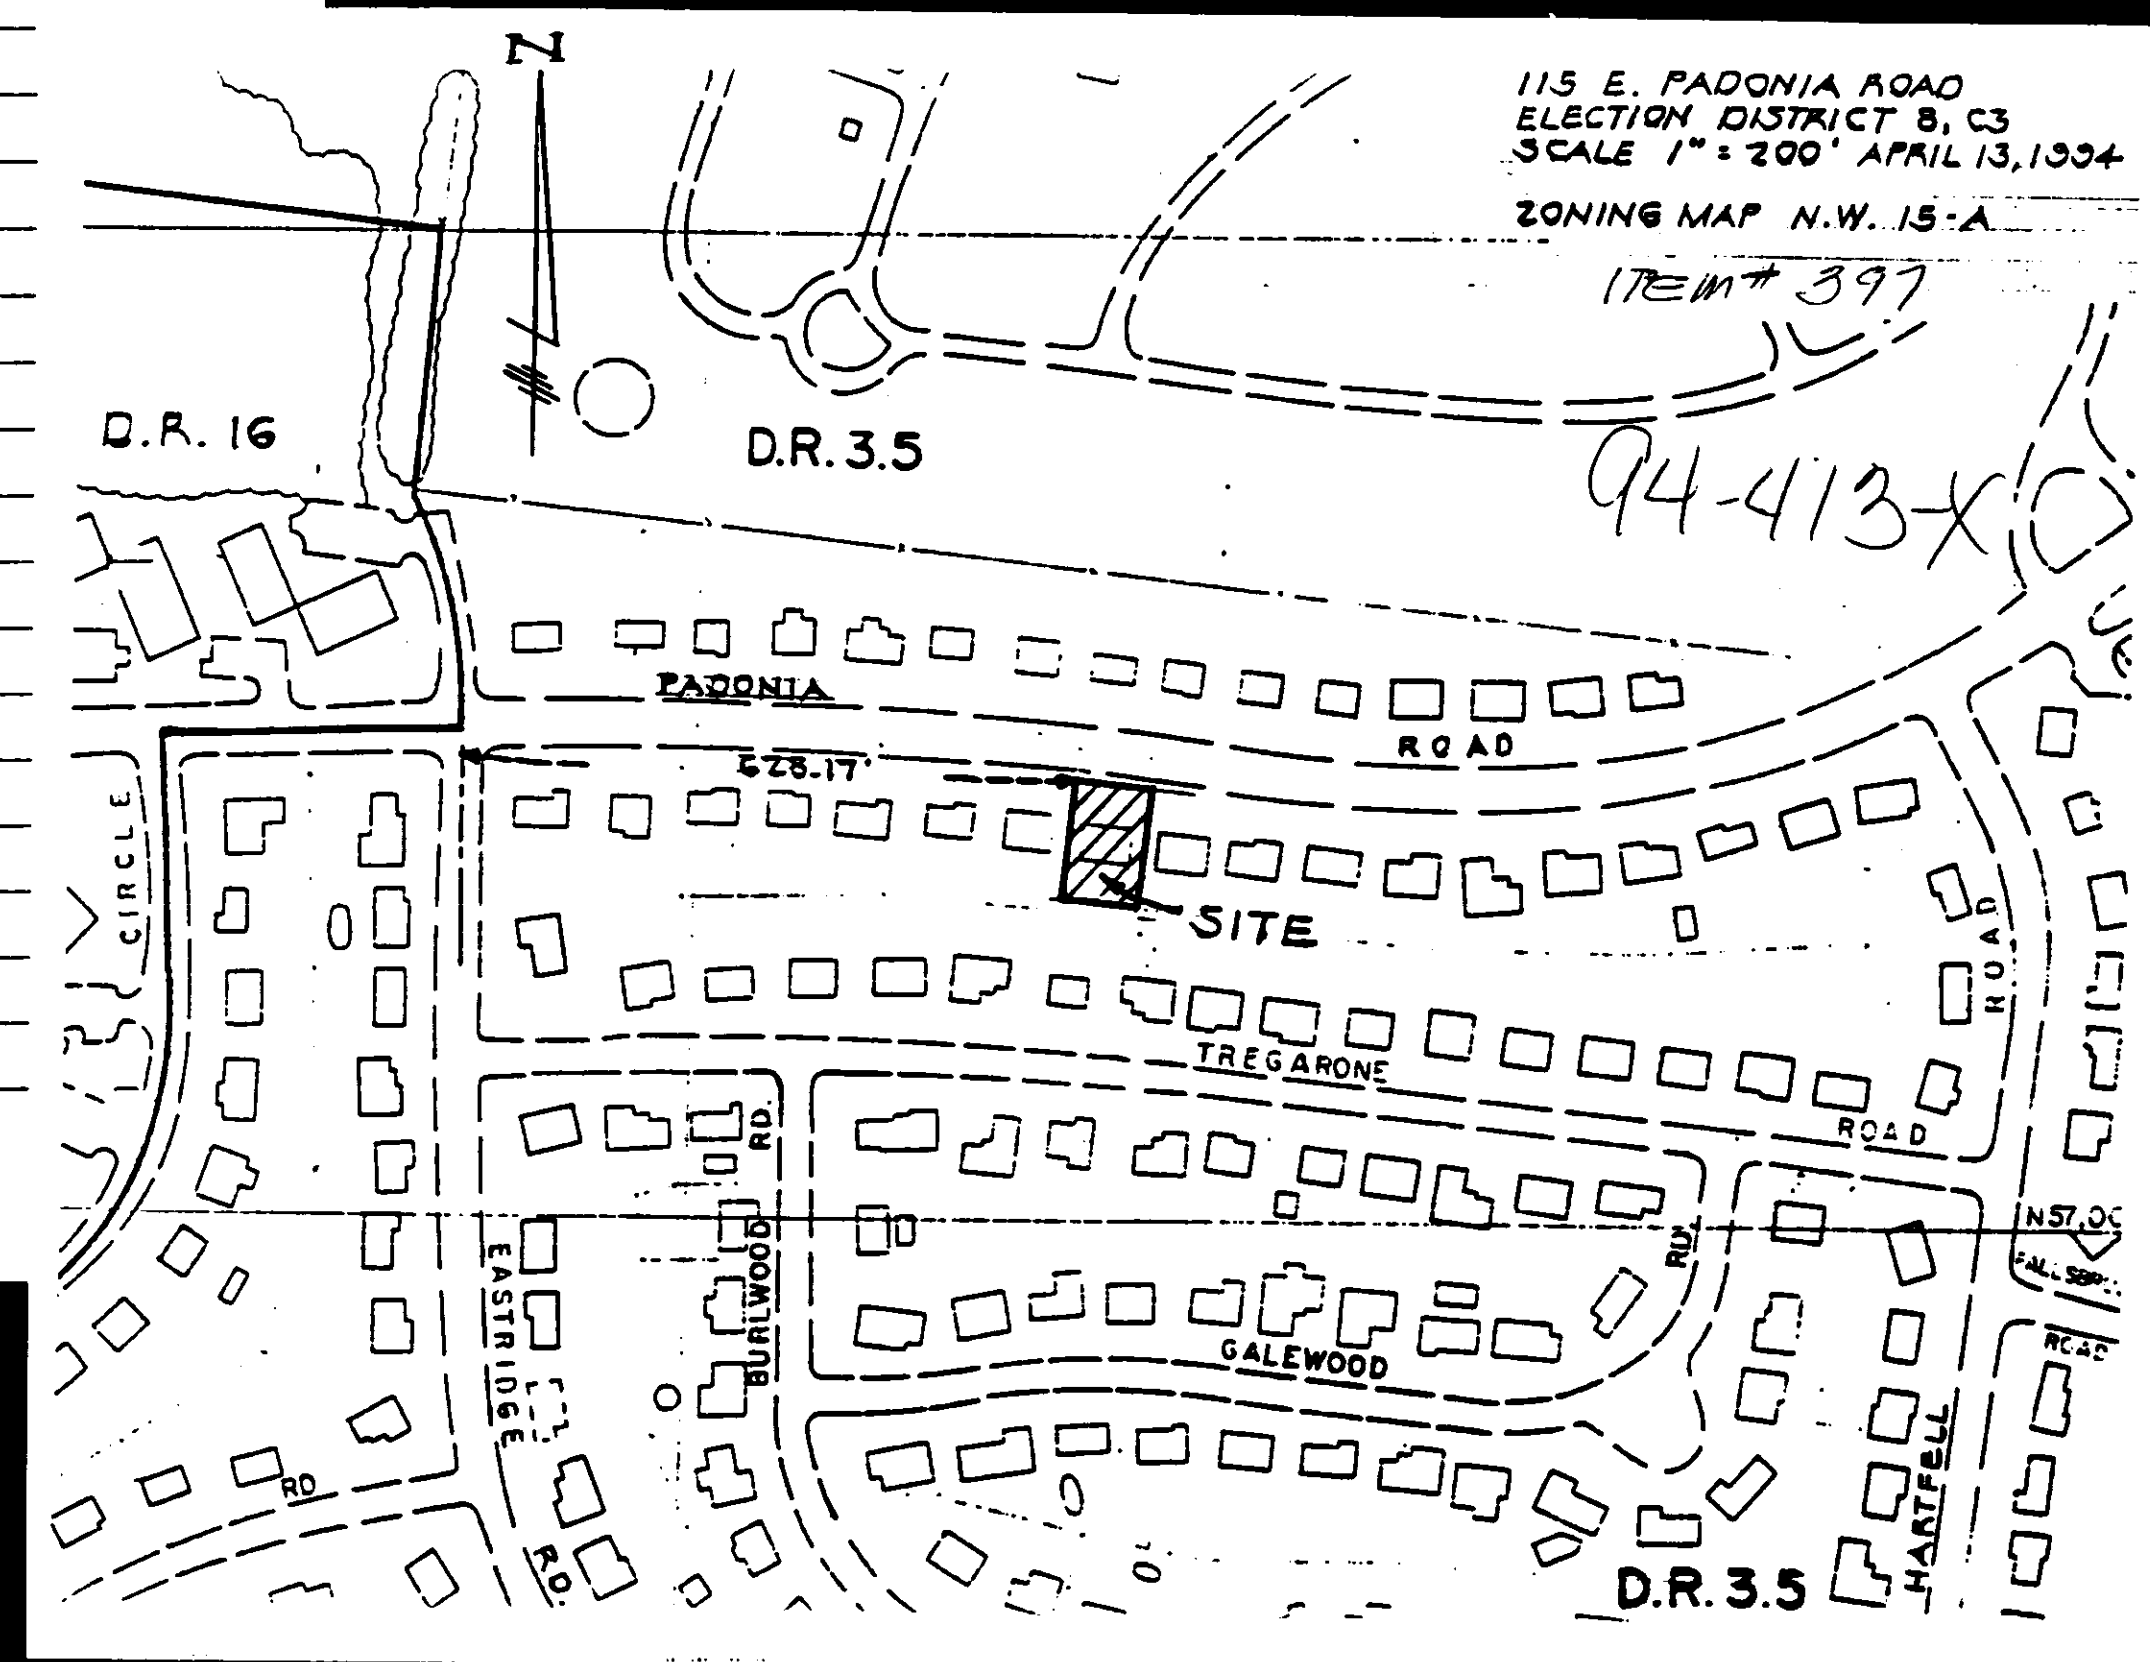 N
115 E. PADONIA ROAD
ELECTION DISTRICT 8, C3
SCALE 1" = 200' APRIL 13, 1994
ZONING MAP N.W. 15-A
ITEM # 397
D.R. 16
D.R. 3.5
94-413-X
PADONIA
ROAD
628.17'
CIRCLE
SITE
ROAD
TREGARONE
ROAD
RD.
N57,00
EASTRIDGE
BURLWOOD
RD.
GALEWOOD
ROAD
RD
HARTFELL
RD.
D.R. 3.5